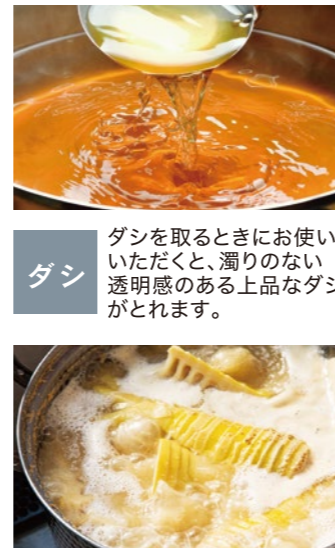 ダシ
ダシを取るときにお使い
いただくと、濁りのない
透明感のある上品なダシ
がとれます。